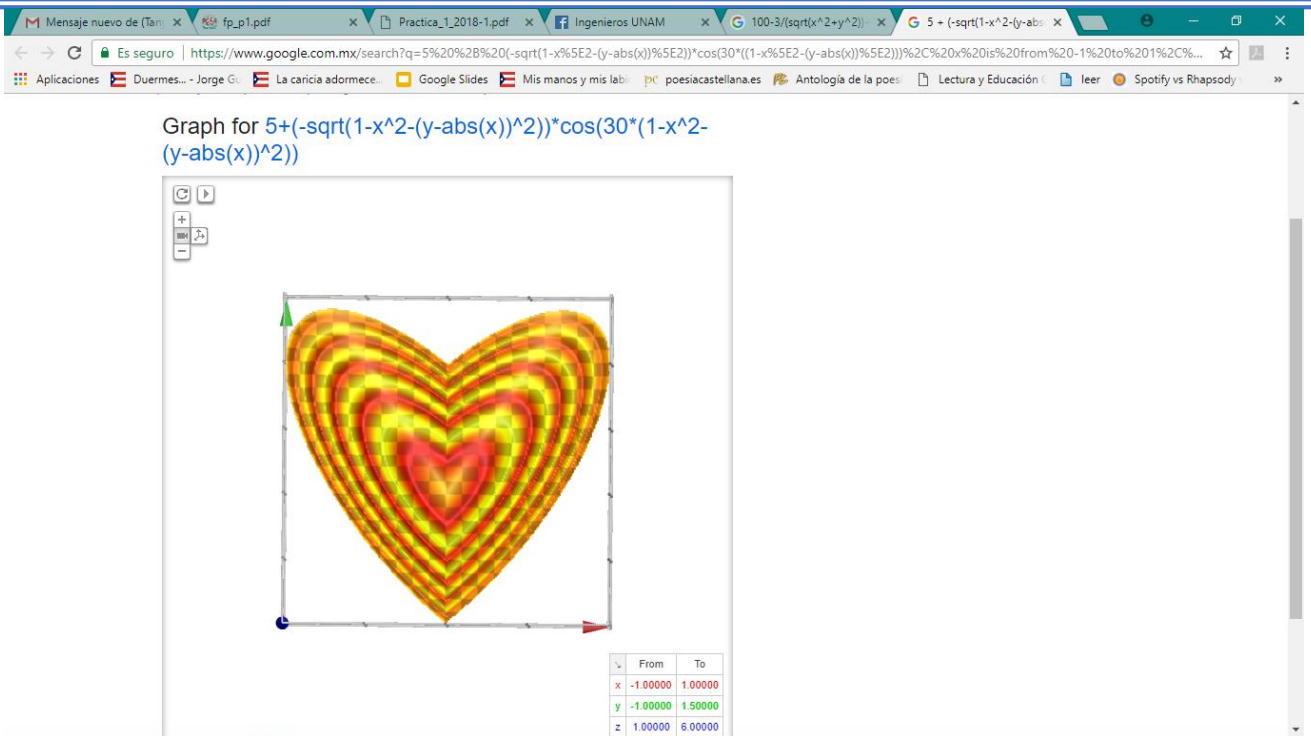 Mensaje nuevo de (Tan
fp_p1.pdf
Practica_1_2018-1.pdf
Ingenieros UNAM
100-3/(sqrt(x^2+y^2))-
5 + (-sqrt(1-x^2-(y-abs
Es seguro
https://www.google.com.mx/search?q=5%20%2B%20(-sqrt(1-x%5E2-(y-abs(x))%5E2))*cos(30*((1-x%5E2-(y-abs(x))%5E2)))%2C%20x%20is%20from%20-1%20to%201%2C%...
Aplicaciones
Duermes... - Jorge Gu
La caricia adormece...
Google Slides
Mis manos y mis labi
poesiacastellana.es
Antología de la poes
Lectura y Educación
leer
Spotify vs Rhapsody
»
Graph for 5+(-sqrt(1-x^2-(y-abs(x))^2))*cos(30*(1-x^2-
(y-abs(x))^2))
From To
x -1.00000 1.00000
y -1.00000 1.50000
z 1.00000 6.00000